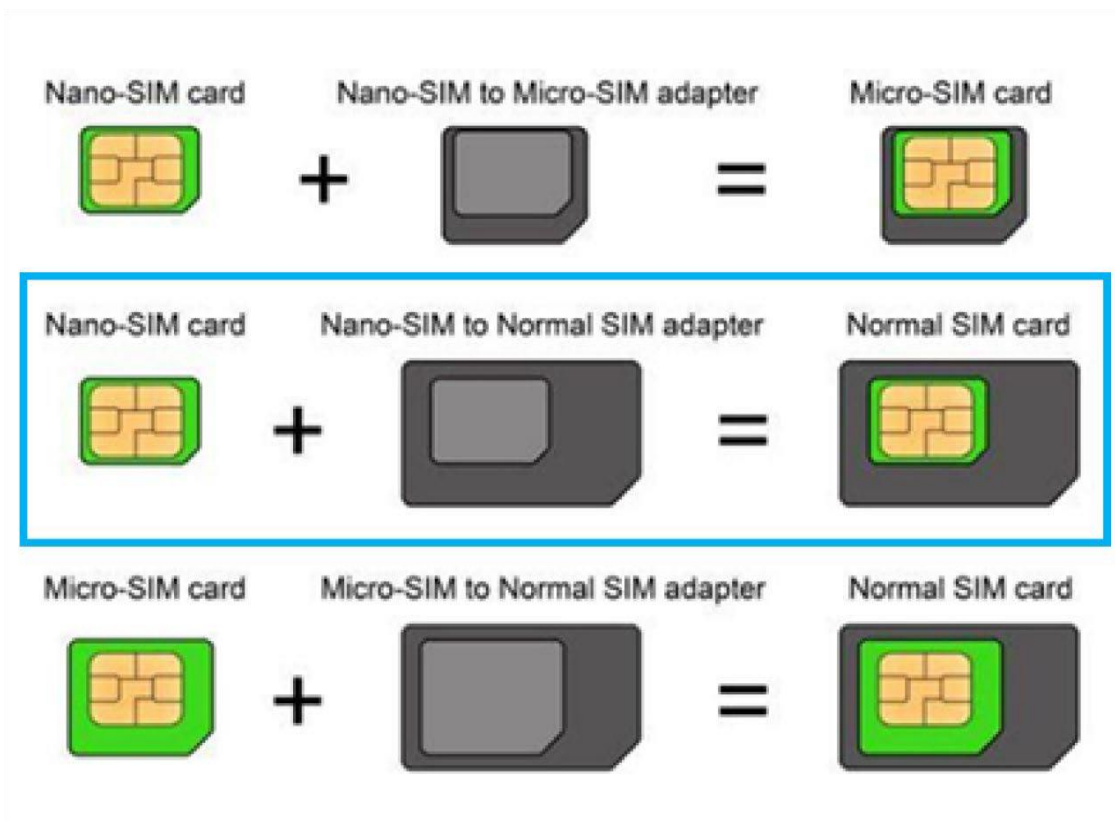 Nano-SIM card Nano-SIM to Micro-SIM adapter Micro-SIM card
+ =
Nano-SIM card Nano-SIM to Normal SIM adapter Normal SIM card
+ =
Micro-SIM card Micro-SIM to Normal SIM adapter Normal SIM card
+ =